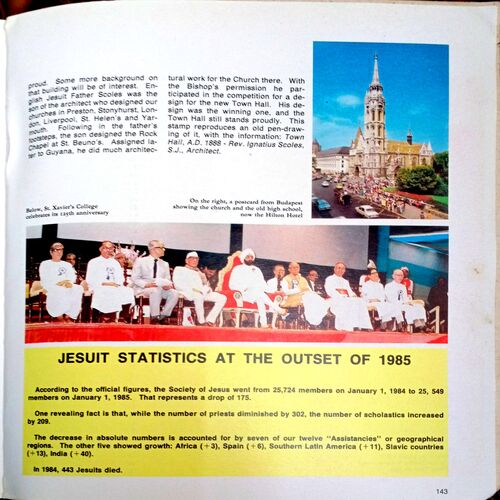 proud. Some more background on
that building will be of interest. En-
glish Jesuit Father Scoles was the
son of the architect who designed our
churches in Preston, Stonyhurst, Lon-
don, Liverpool, St. Helen's and Yar-
mouth. Following in the father's
footsteps, the son designed the Rock
Chapel at St. Beuno's. Assigned la-
ter to Guyana, he did much architec-
tural work for the Church there. With
the Bishop's permission he par-
ticipated in the competition for a de-
sign for the new Town Hall. His de-
sign was the winning one, and the
Town Hall still stands proudly. This
stamp reproduces an old pen-draw-
ing of it, with the information: Town
Hall, A.D. 1888 - Rev. Ignatius Scoles,
S.J., Architect.
Below, St. Xavier's College
celebrates its 125th anniversary
On the right, a postcard from Budapest
showing the church and the old high school,
now the Hilton Hotel
JESUIT STATISTICS AT THE OUTSET OF 1985
According to the official figures, the Society of Jesus went from 25,724 members on January 1, 1984 to 25, 549
members on January 1, 1985. That represents a drop of 175.
One revealing fact is that, while the number of priests diminished by 302, the number of scholastics increased
by 209.
The decrease in absolute numbers is accounted for by seven of our twelve "Assistancies" or geographical
regions. The other five showed growth: Africa (+3), Spain (+6), Southern Latin America (+11), Slavic countries
(+13), India (+40).
In 1984, 443 Jesuits died.
143